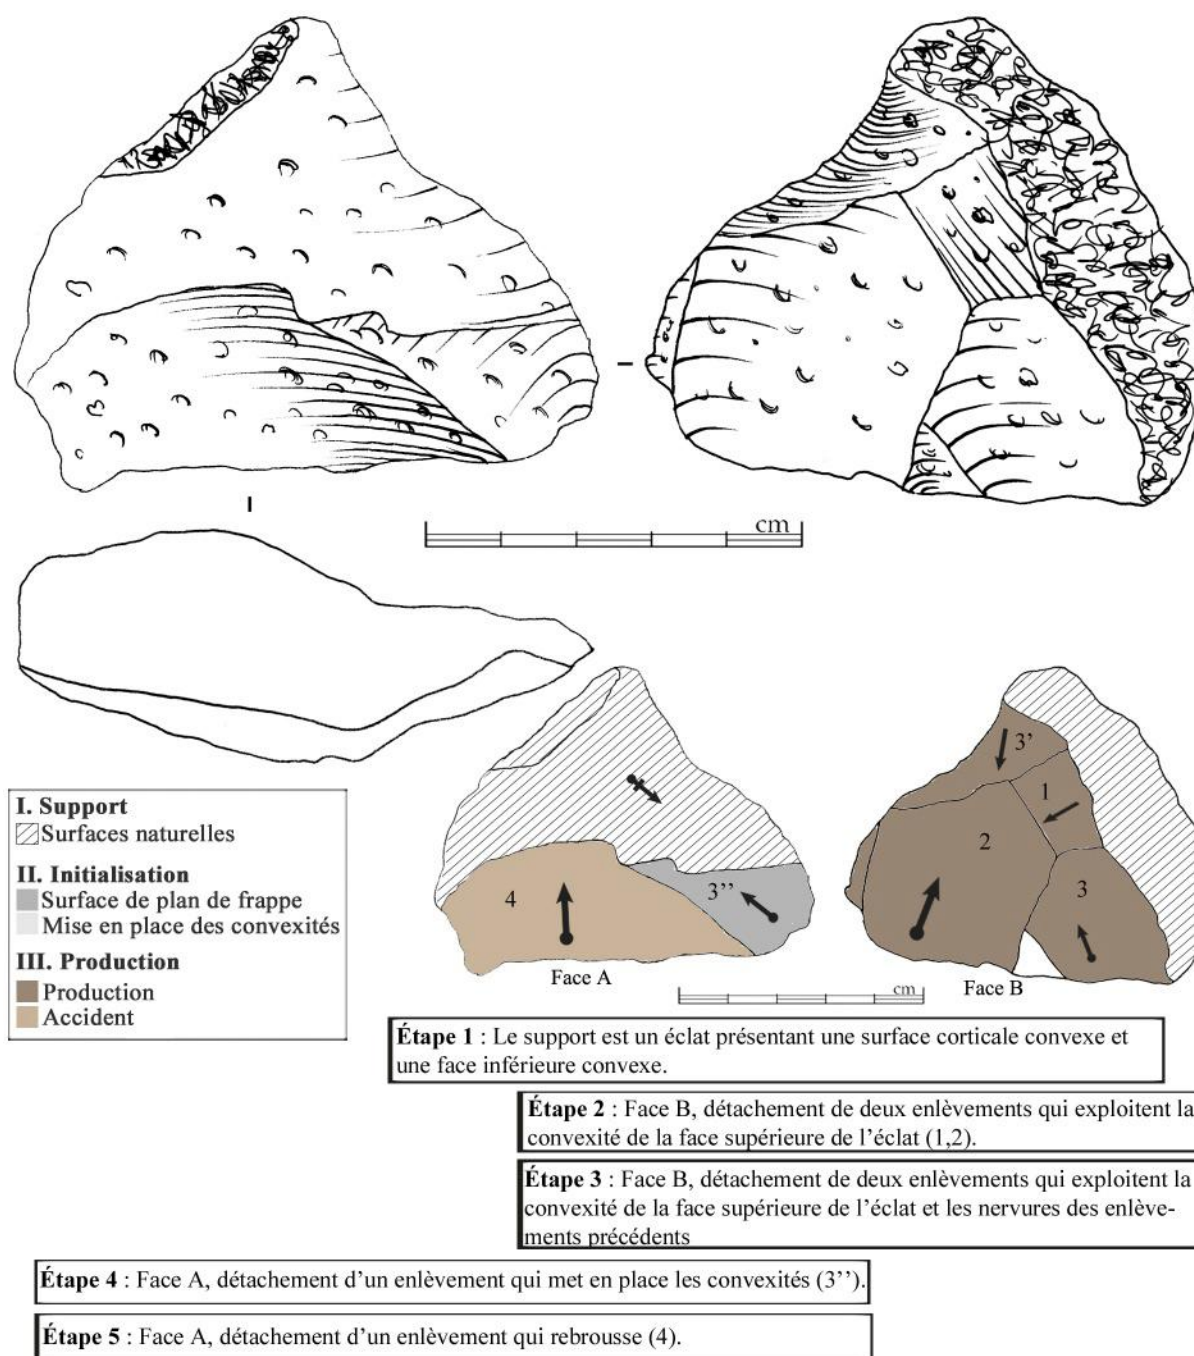 cm
I. Support
Surfaces naturelles
II. Initialisation
Surface de plan de frappe
Mise en place des convexités
III. Production
Production
Accident
4
3’’
Face A
3’
1
2
3
Face B
cm
Étape 1 : Le support est un éclat présentant une surface corticale convexe et
une face inférieure convexe.
Étape 2 : Face B, détachement de deux enlèvements qui exploitent la
convexité de la face supérieure de l’éclat (1,2).
Étape 3 : Face B, détachement de deux enlèvements qui exploitent la
convexité de la face supérieure de l’éclat et les nervures des enlève-
ments précédents
Étape 4 : Face A, détachement d’un enlèvement qui met en place les convexités (3’’).
Étape 5 : Face A, détachement d’un enlèvement qui rebrousse (4).